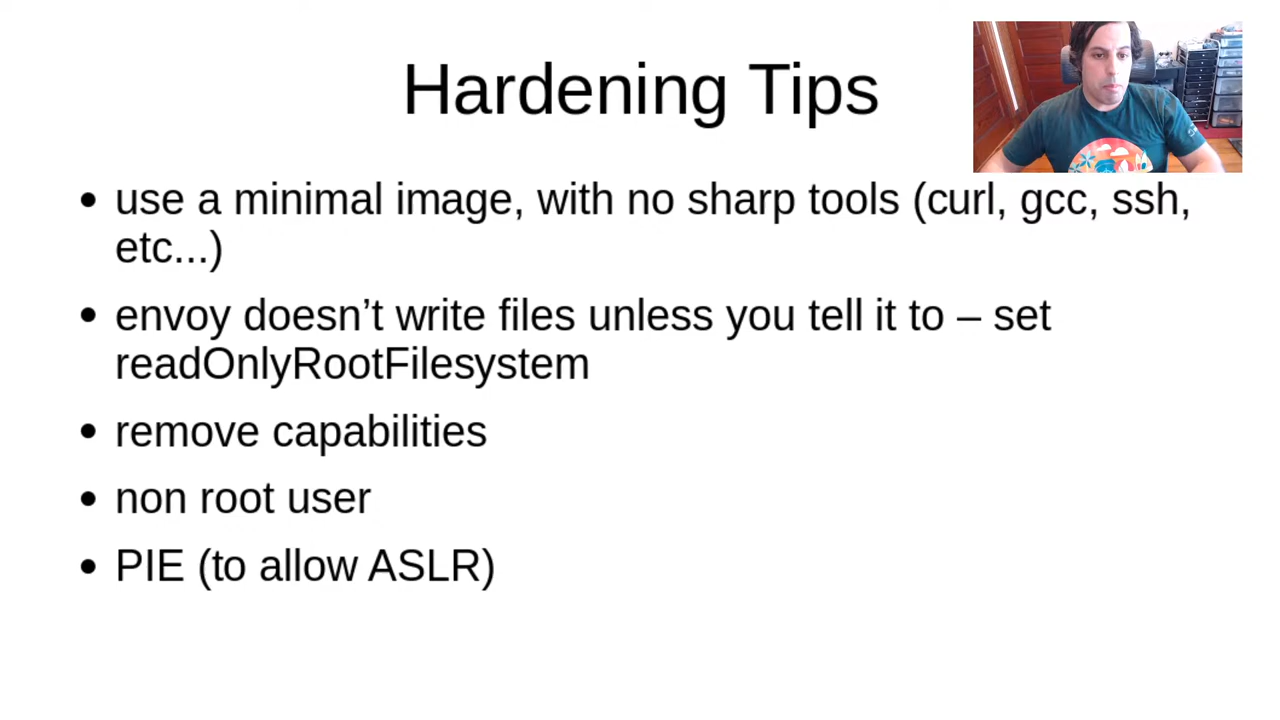 Hardening Tips
• use a minimal image, with no sharp tools (curl, gcc, ssh,
etc...)
• envoy doesn’t write files unless you tell it to – set
readOnlyRootFilesystem
• remove capabilities
• non root user
• PIE (to allow ASLR)